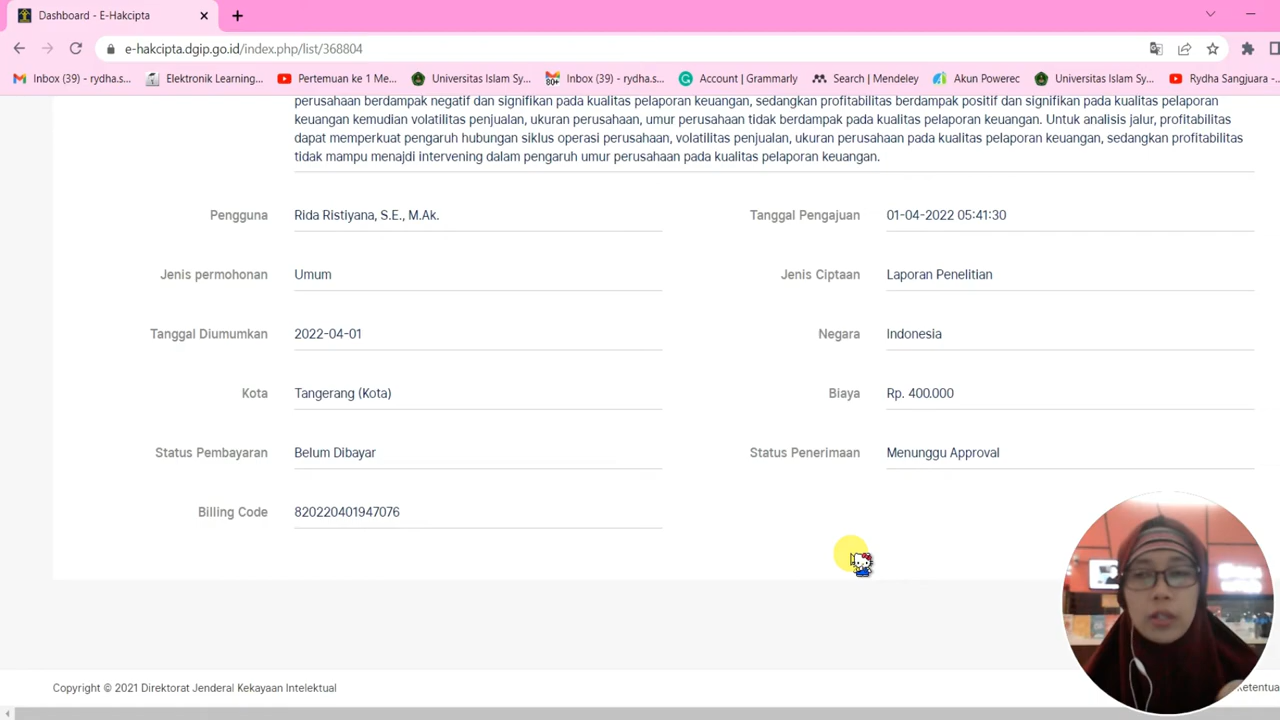 Dashboard - E-Hakcipta
e-hakcipta.dgip.go.id/index.php/list/368804
Inbox (39) - rydha.s... Elektronik Learning... Pertemuan ke 1 Me... Universitas Islam Sy... Inbox (39) - rydha.s... Account | Grammarly Search | Mendeley Akun Powerec Universitas Islam Sy... Rydha Sangjuara -...
80+
perusahaan berdampak negatif dan signifikan pada kualitas pelaporan keuangan, sedangkan profitabilitas berdampak positif dan signifikan pada kualitas pelaporan
keuangan kemudian volatilitas penjualan, ukuran perusahaan, umur perusahaan tidak berdampak pada kualitas pelaporan keuangan. Untuk analisis jalur, profitabilitas
dapat memperkuat pengaruh hubungan siklus operasi perusahaan, volatilitas penjualan, ukuran perusahaan pada kualitas pelaporan keuangan, sedangkan profitabilitas
tidak mampu menajdi intervening dalam pengaruh umur perusahaan pada kualitas pelaporan keuangan.
Pengguna Rida Ristiyana, S.E., M.Ak. Tanggal Pengajuan 01-04-2022 05:41:30
Jenis permohonan Umum Jenis Ciptaan Laporan Penelitian
Tanggal Diumumkan 2022-04-01 Negara Indonesia
Kota Tangerang (Kota) Biaya Rp. 400.000
Status Pembayaran Belum Dibayar Status Penerimaan Menunggu Approval
Billing Code 820220401947076
Copyright © 2021 Direktorat Jenderal Kekayaan Intelektual